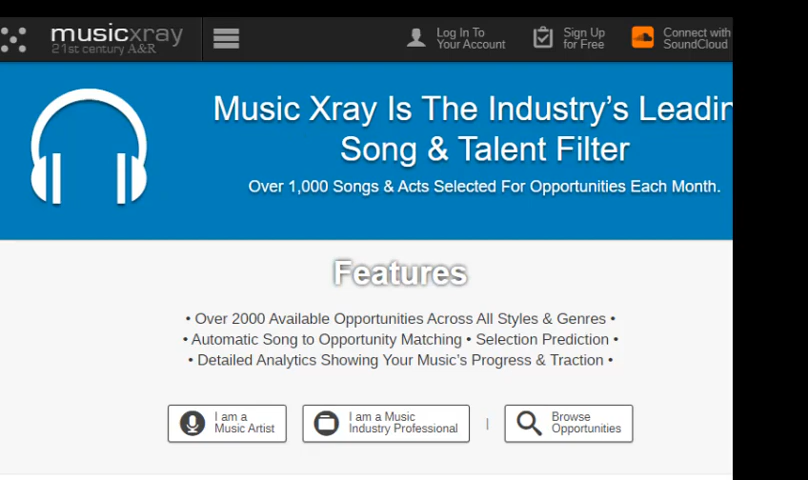 musicxray
21st century A&R
Log In To
Your Account
Sign Up
for Free
Connect with
SoundCloud
Music Xray Is The Industry's Leadin
Song & Talent Filter
Over 1,000 Songs & Acts Selected For Opportunities Each Month.
Features
• Over 2000 Available Opportunities Across All Styles & Genres •
• Automatic Song to Opportunity Matching • Selection Prediction •
• Detailed Analytics Showing Your Music's Progress & Traction •
I am a
Music Artist
I am a Music
Industry Professional
|
Browse
Opportunities